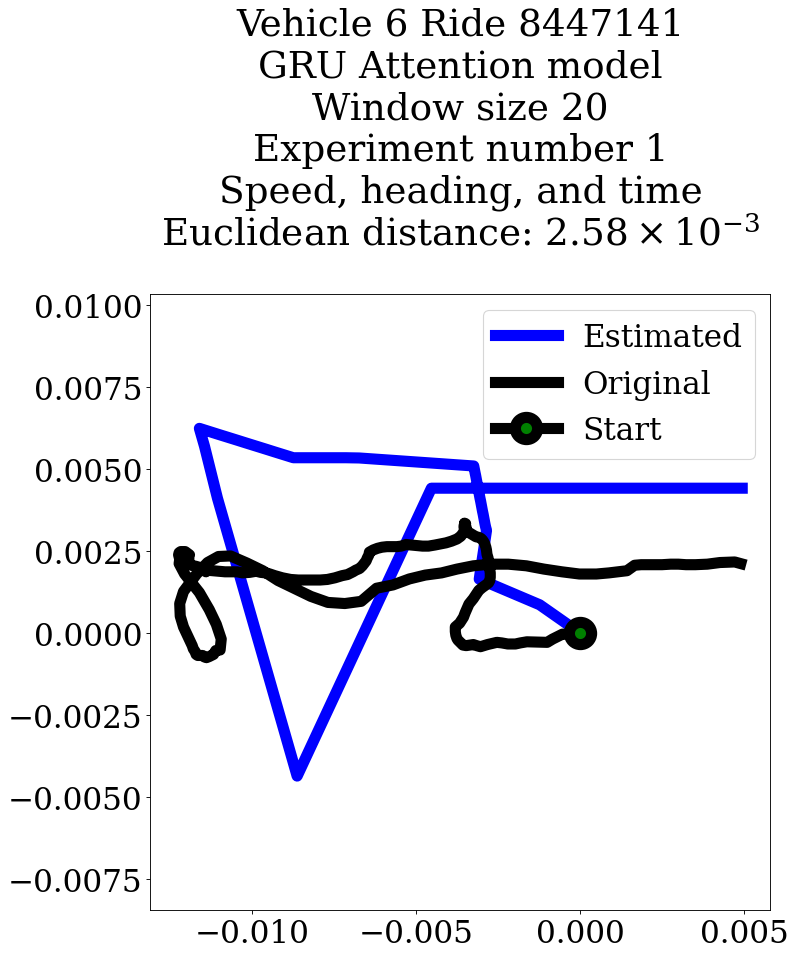 Vehicle 6 Ride 8447141
GRU Attention model
Window size 20
Experiment number 1
Speed, heading, and time
Euclidean distance: 2.58 × 10⁻³
Estimated
Original
Start
0.0100
0.0075
0.0050
0.0025
0.0000
−0.0025
−0.0050
−0.0075
−0.010 −0.005 0.000 0.005